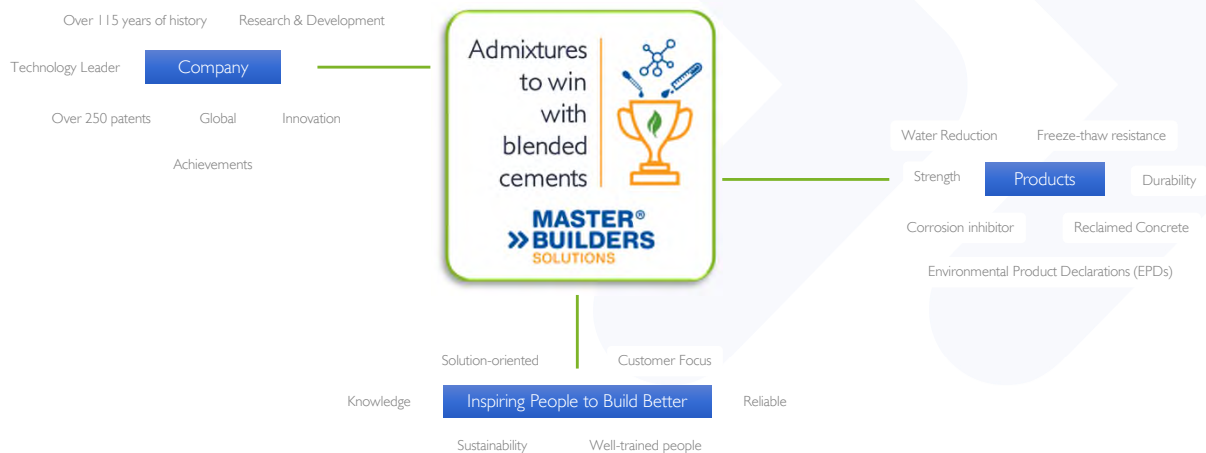 Over 115 years of history
Research & Development
Technology Leader
Company
Over 250 patents
Global
Innovation
Achievements
Admixtures
to win
with
blended
cements
MASTER®
BUILDERS
SOLUTIONS
Water Reduction
Freeze-thaw resistance
Strength
Products
Durability
Corrosion inhibitor
Reclaimed Concrete
Environmental Product Declarations (EPDs)
Solution-oriented
Customer Focus
Knowledge
Inspiring People to Build Better
Reliable
Sustainability
Well-trained people